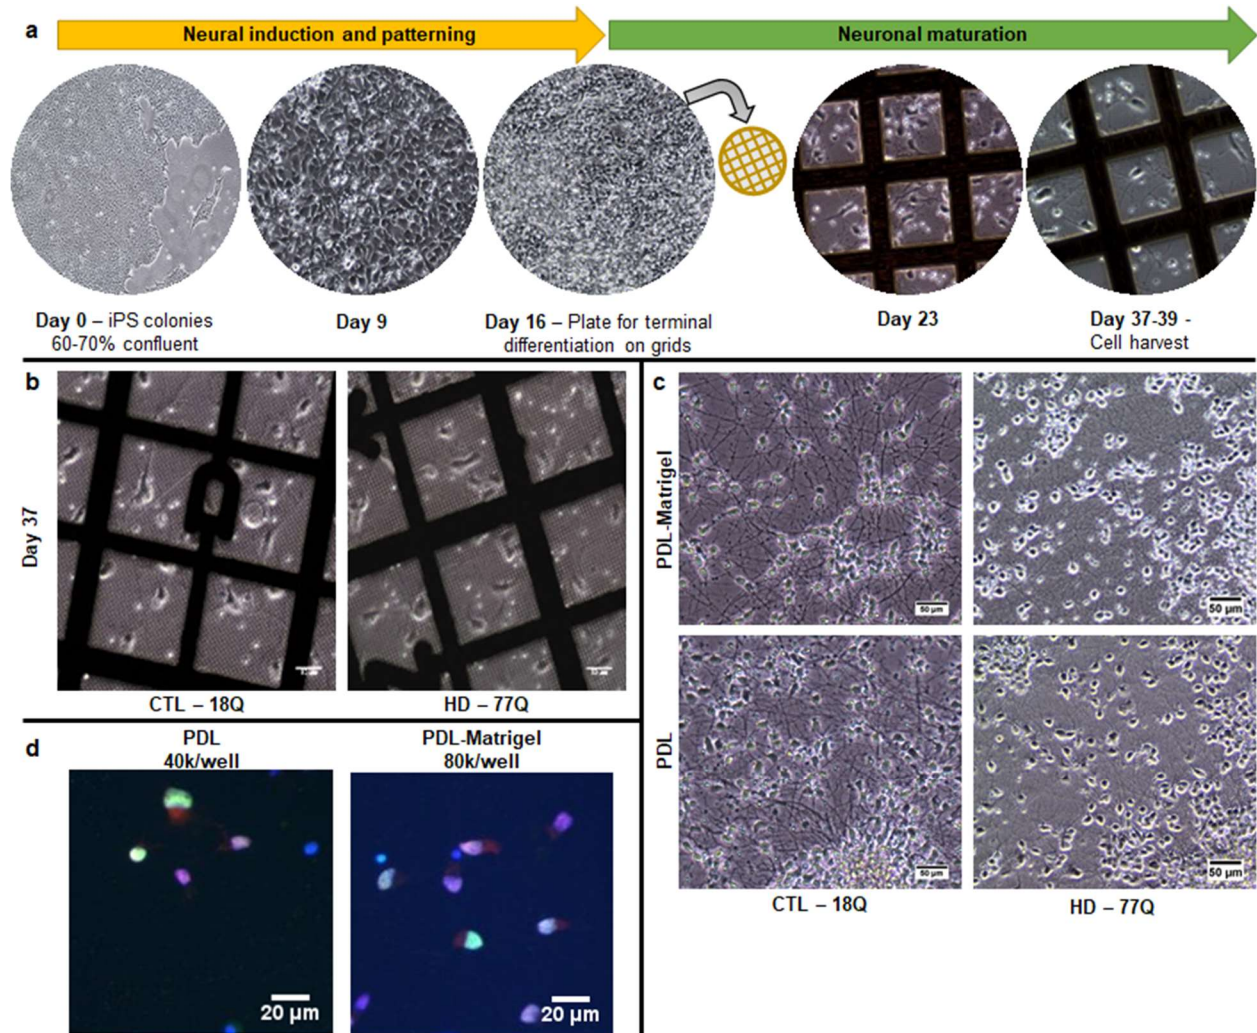 a
Neural induction and patterning
Neuronal maturation
Day 0 – iPS colonies
60-70% confluent
Day 9
Day 16 – Plate for terminal
differentiation on grids
Day 23
Day 37-39 -
Cell harvest
b
Day 37
CTL – 18Q
HD – 77Q
c
PDL-Matrigel
50 µm
50 µm
PDL
50 µm
50 µm
CTL – 18Q
HD – 77Q
d
PDL
40k/well
PDL-Matrigel
80k/well
20 µm
20 µm